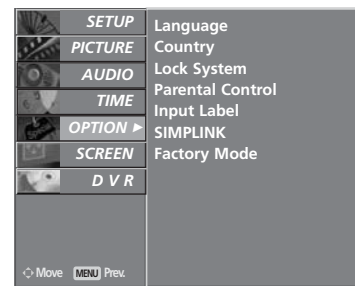 SETUP
PICTURE
AUDIO
TIME
OPTION ►
SCREEN
D V R
Language
Country
Lock System
Parental Control
Input Label
SIMPLINK
Factory Mode
Move MENU Prev.